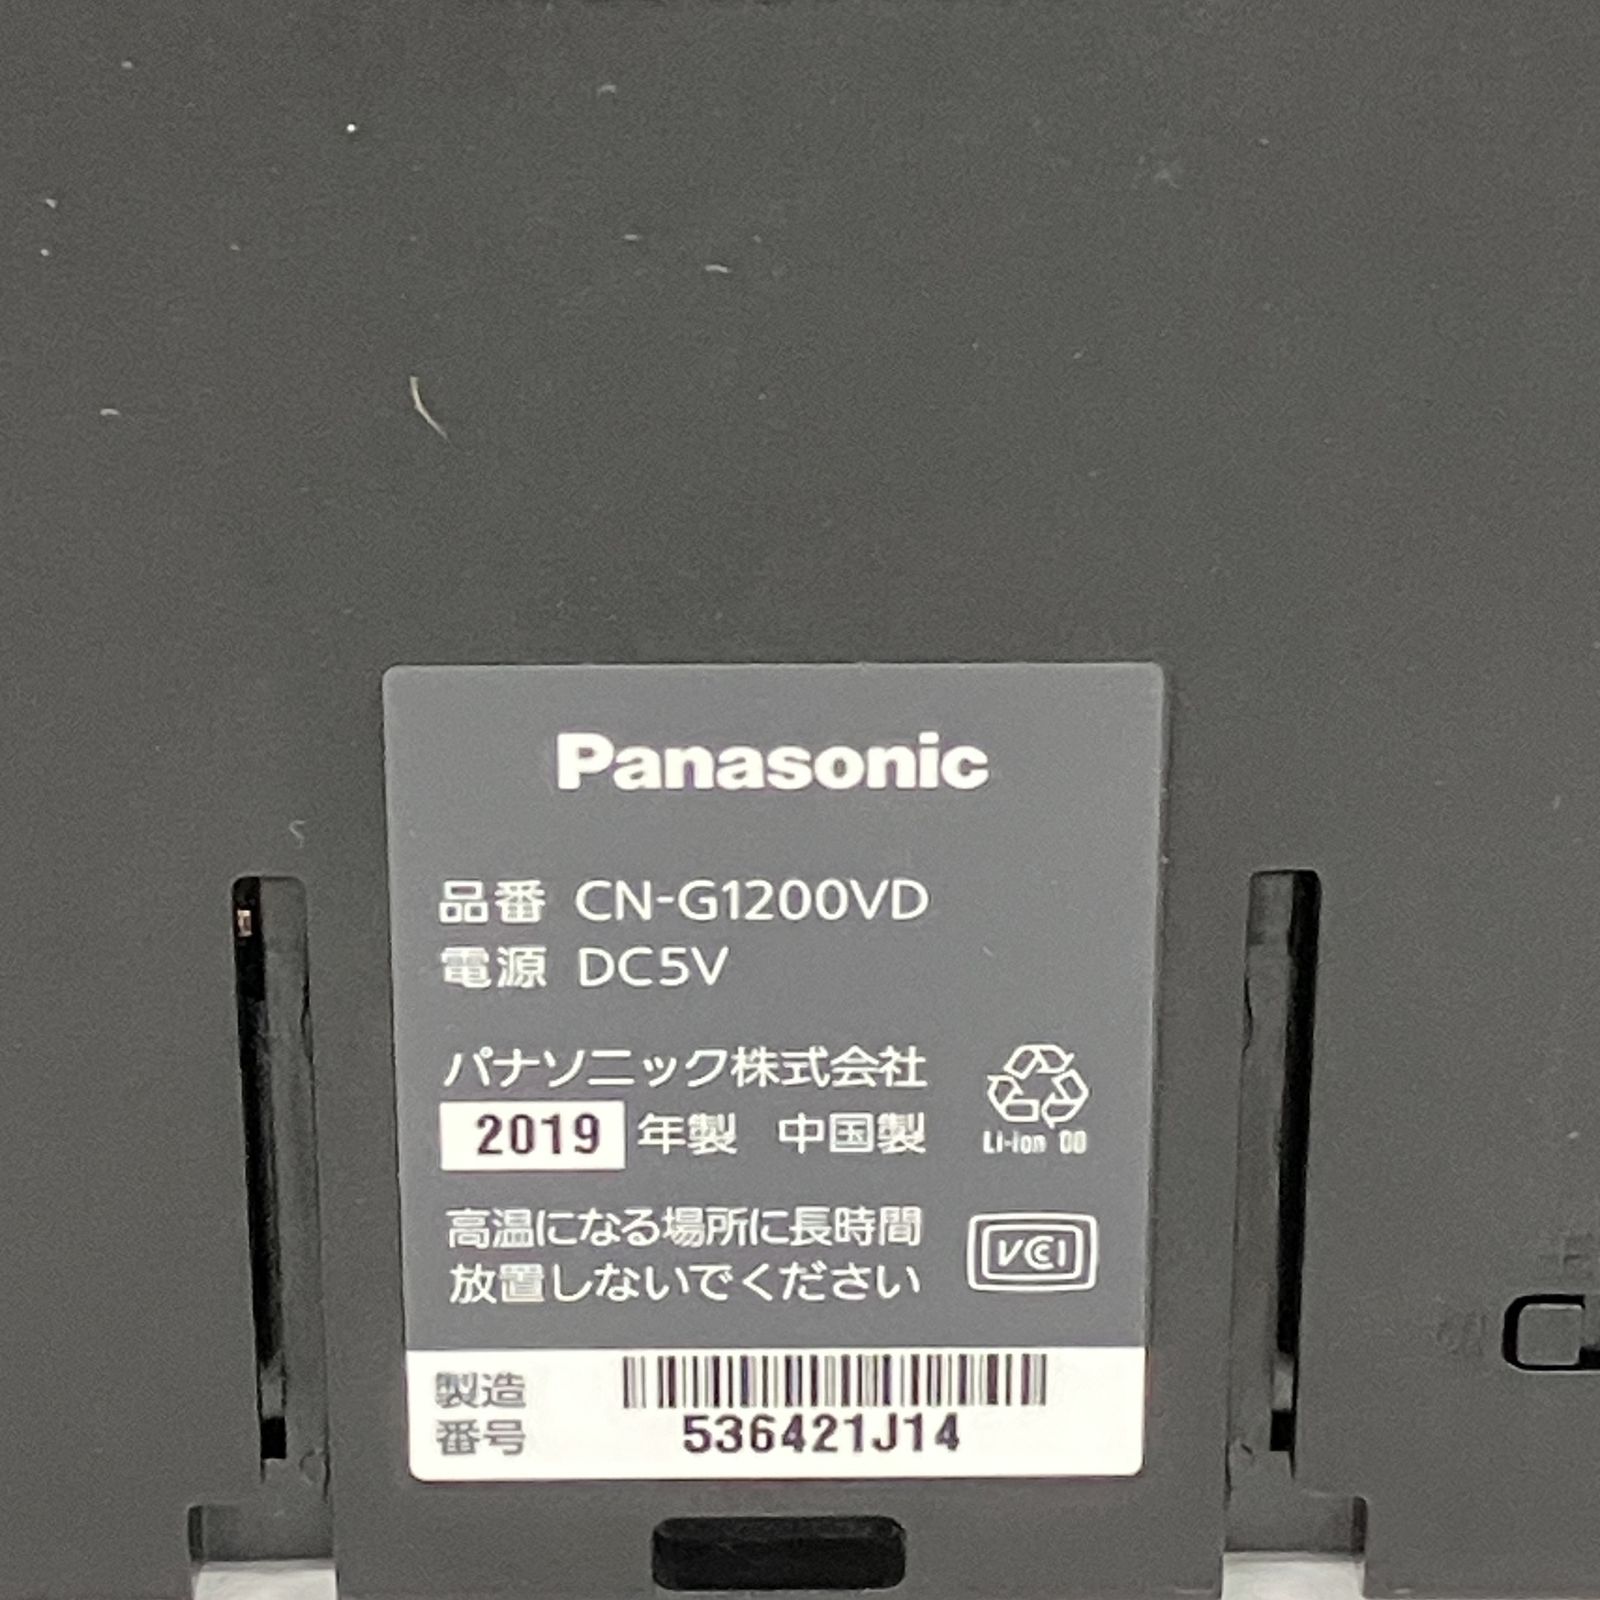 Panasonic
品番 CN-G1200VD
電源 DC5V
パナソニック株式会社
2019 年製 中国製
Li-ion 00
高温になる場所に長時間
放置しないでください
VCCI
製造
番号
536421J14